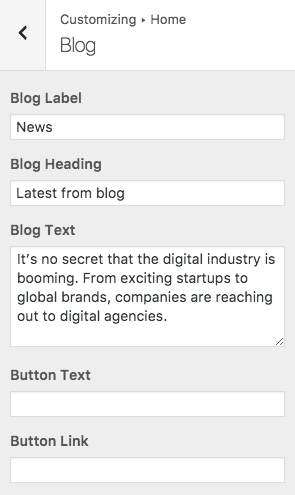 Customizing ▸ Home
Blog
Blog Label
News
Blog Heading
Latest from blog
Blog Text
It’s no secret that the digital industry is
booming. From exciting startups to
global brands, companies are reaching
out to digital agencies.
Button Text
Button Link